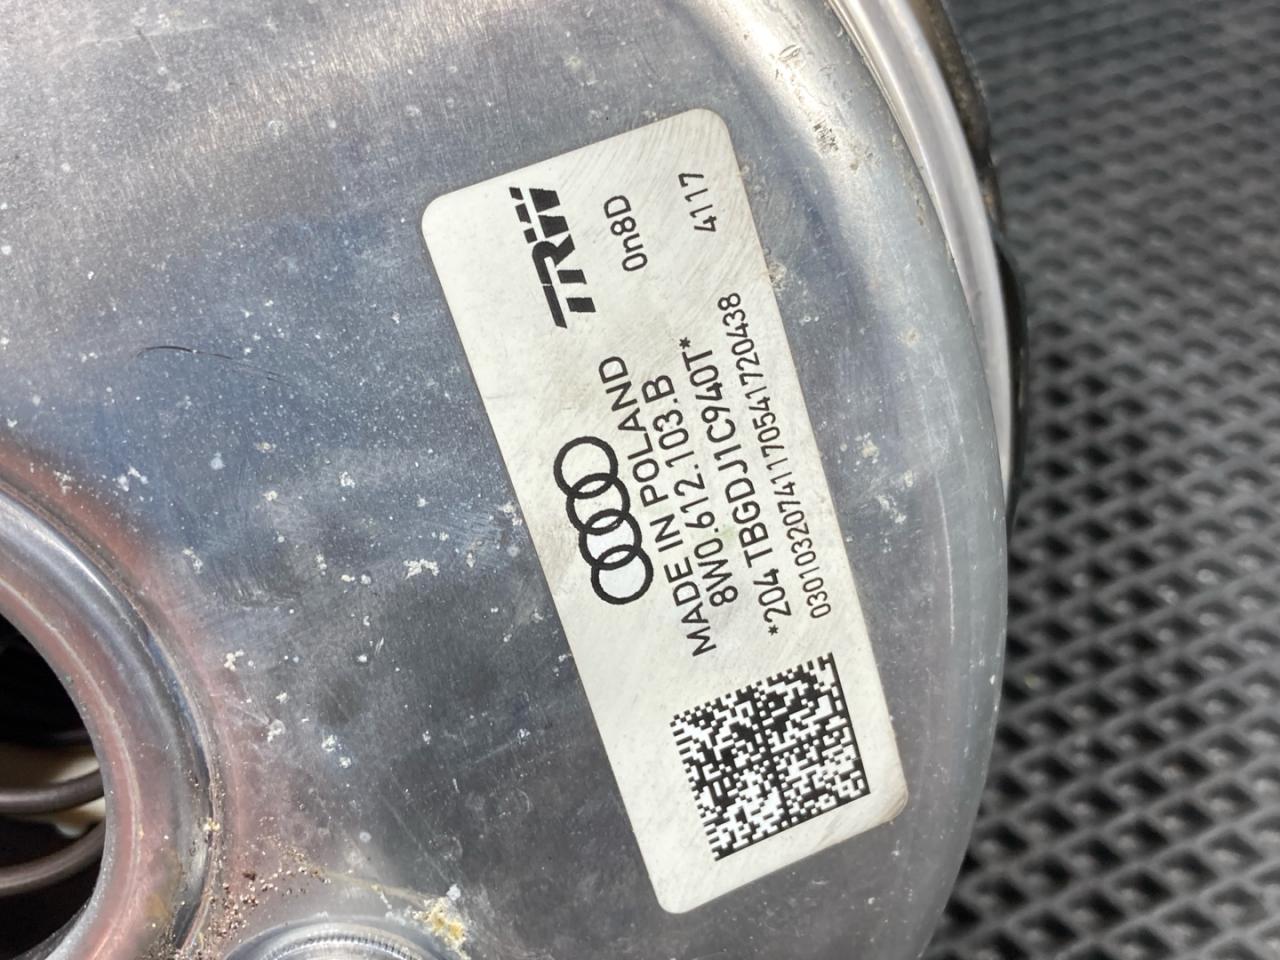 TRW
0n8D
4117
MADE IN POLAND
8W0.612.103.B
*204 TBGDJ1C940T*
03010320741170541720438